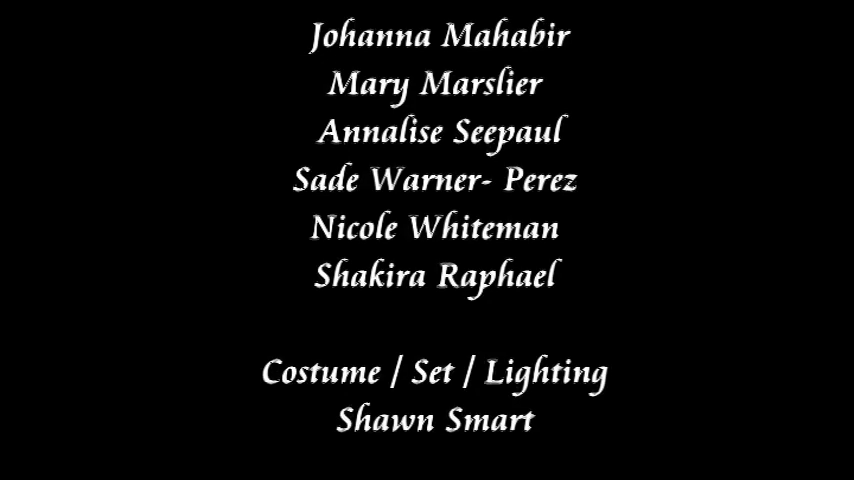 Johanna Mahabir
Mary Marslier
Annalise Seepaul
Sade Warner- Perez
Nicole Whiteman
Shakira Raphael
Costume / Set / Lighting
Shawn Smart